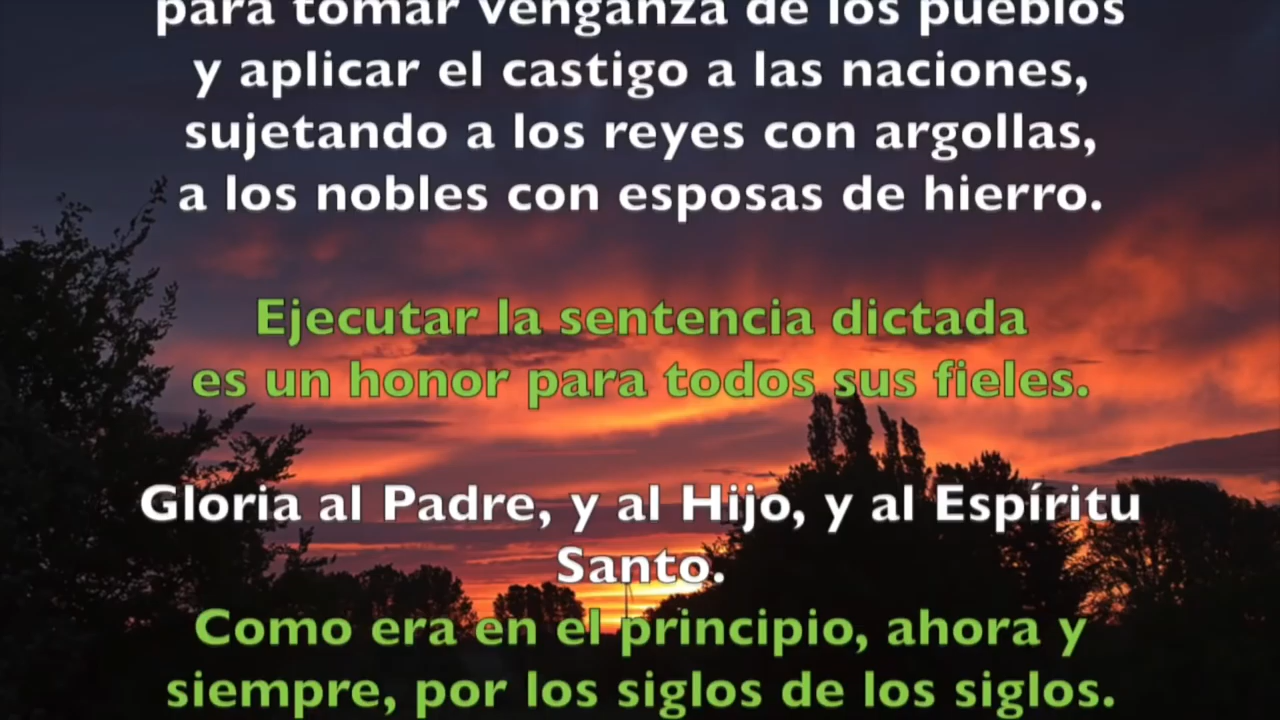 para tomar venganza de los pueblos
y aplicar el castigo a las naciones,
sujetando a los reyes con argollas,
a los nobles con esposas de hierro.
Ejecutar la sentencia dictada
es un honor para todos sus fieles.
Gloria al Padre, y al Hijo, y al Espíritu
Santo.
Como era en el principio, ahora y
siempre, por los siglos de los siglos.